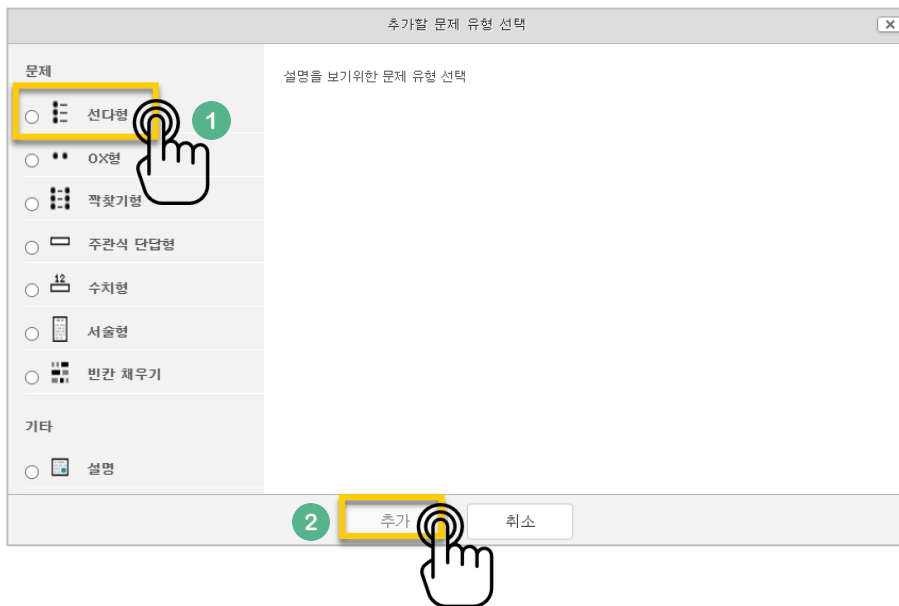 추가할 문제 유형 선택
문제
설명을 보기위한 문제 유형 선택
선다형
1
OX형
짝찾기형
주관식 단답형
12
수치형
서술형
빈칸 채우기
기타
설명
2
추가
취소